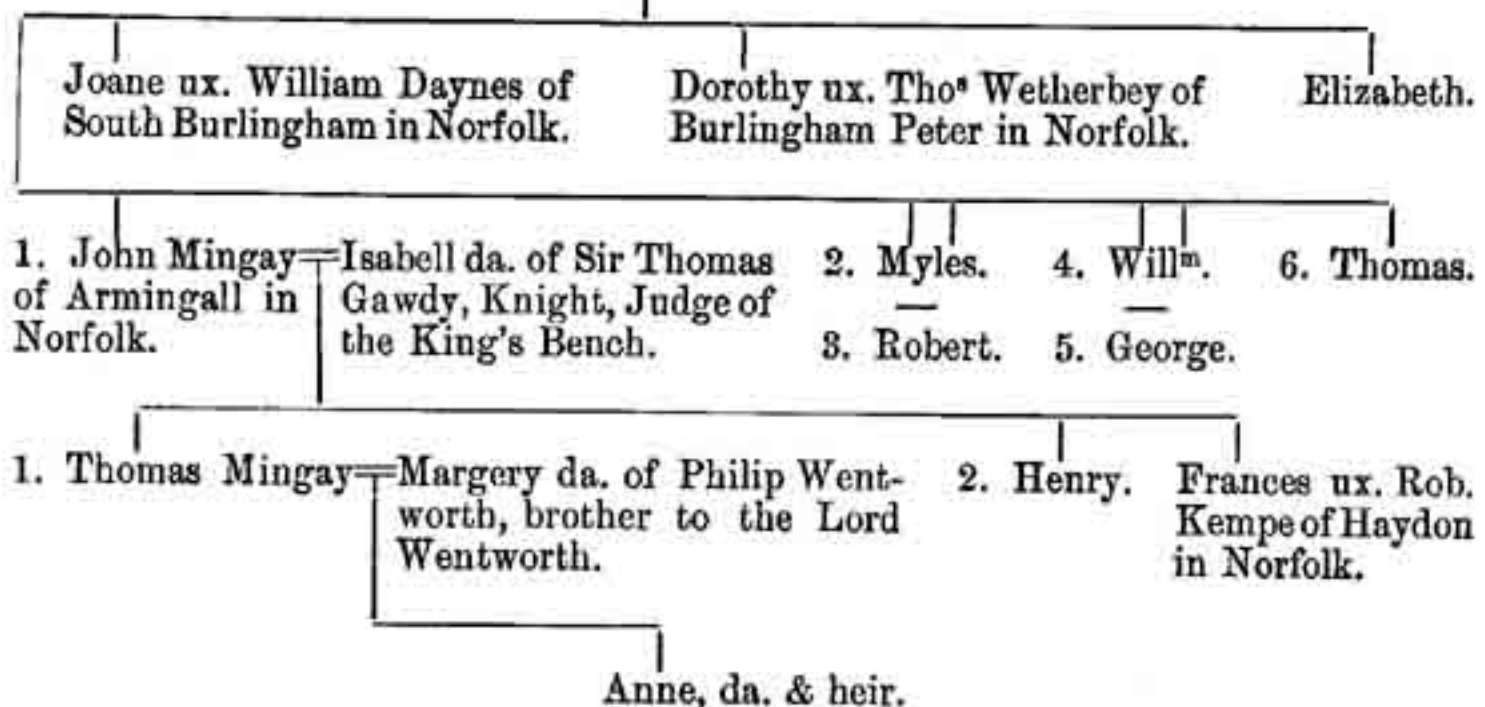 Joane ux. William Daynes of
South Burlingham in Norfolk.
Dorothy ux. Thoˢ Wetherbey of
Burlingham Peter in Norfolk.
Elizabeth.
1. John Mingay
of Armingall in
Norfolk.
Isabell da. of Sir Thomas
Gawdy, Knight, Judge of
the King's Bench.
2. Myles.
3. Robert.
4. Willᵐ.
5. George.
6. Thomas.
1. Thomas Mingay
Margery da. of Philip Went-
worth, brother to the Lord
Wentworth.
2. Henry.
Frances ux. Rob.
Kempe of Haydon
in Norfolk.
Anne, da. & heir.